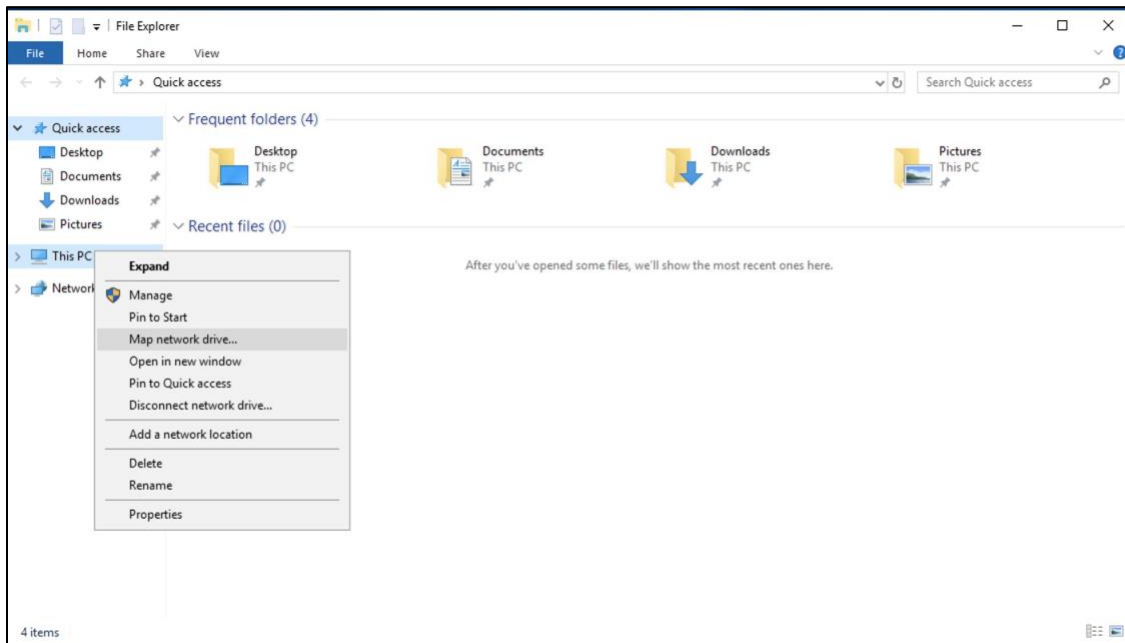 File Explorer
File Home Share View
Quick access
Search Quick access
Quick access
Desktop
Documents
Downloads
Pictures
This PC
Network
Frequent folders (4)
Desktop
This PC
Documents
This PC
Downloads
This PC
Pictures
This PC
Recent files (0)
After you've opened some files, we'll show the most recent ones here.
Expand
Manage
Pin to Start
Map network drive...
Open in new window
Pin to Quick access
Disconnect network drive...
Add a network location
Delete
Rename
Properties
4 items